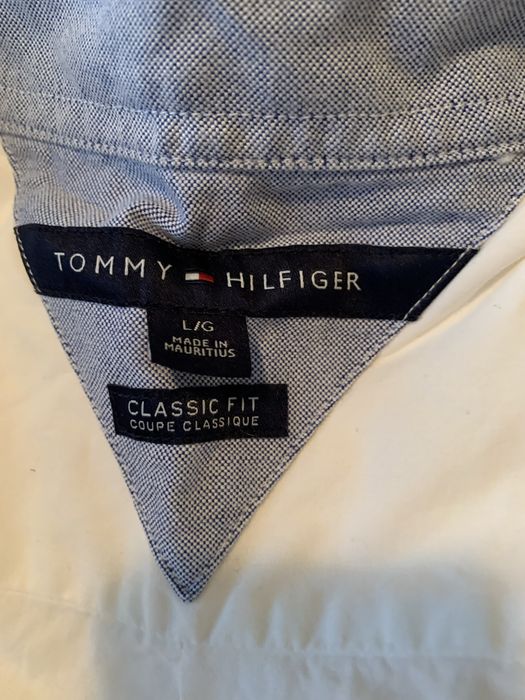 TOMMY HILFIGER
L/G
MADE IN
MAURITIUS
CLASSIC FIT
COUPE CLASSIQUE